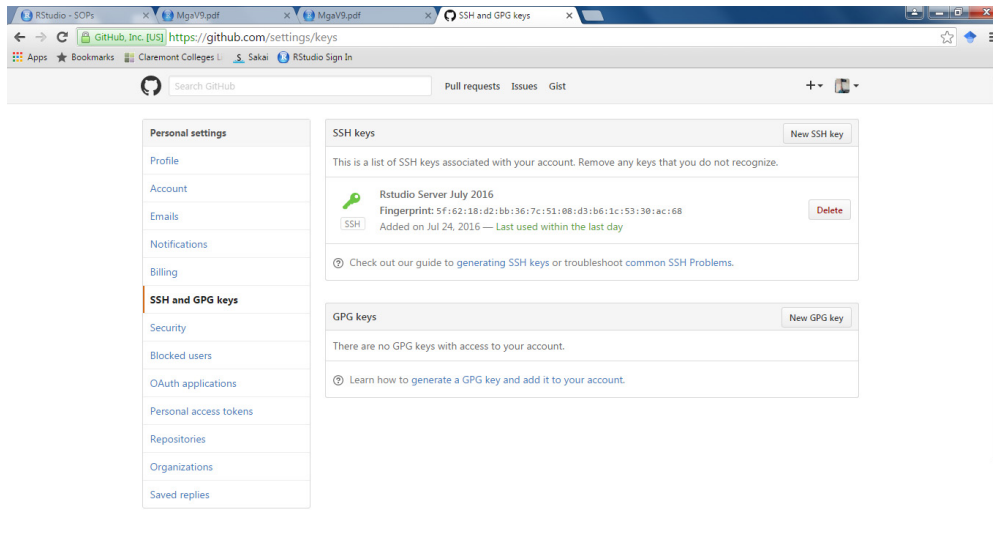 RStudio - SOPs
MgaV9.pdf
MgaV9.pdf
SSH and GPG keys
GitHub, Inc. [US] https://github.com/settings/keys
Apps Bookmarks Claremont Colleges Li S Sakai RStudio Sign In
Search GitHub
Pull requests Issues Gist
Personal settings
Profile
Account
Emails
Notifications
Billing
SSH and GPG keys
Security
Blocked users
OAuth applications
Personal access tokens
Repositories
Organizations
Saved replies
SSH keys
New SSH key
This is a list of SSH keys associated with your account. Remove any keys that you do not recognize.
Rstudio Server July 2016
Fingerprint: 5f:62:18:d2:bb:36:7c:51:08:d3:b6:1c:53:30:ac:68
SSH
Added on Jul 24, 2016 — Last used within the last day
Delete
Check out our guide to generating SSH keys or troubleshoot common SSH Problems.
GPG keys
New GPG key
There are no GPG keys with access to your account.
Learn how to generate a GPG key and add it to your account.